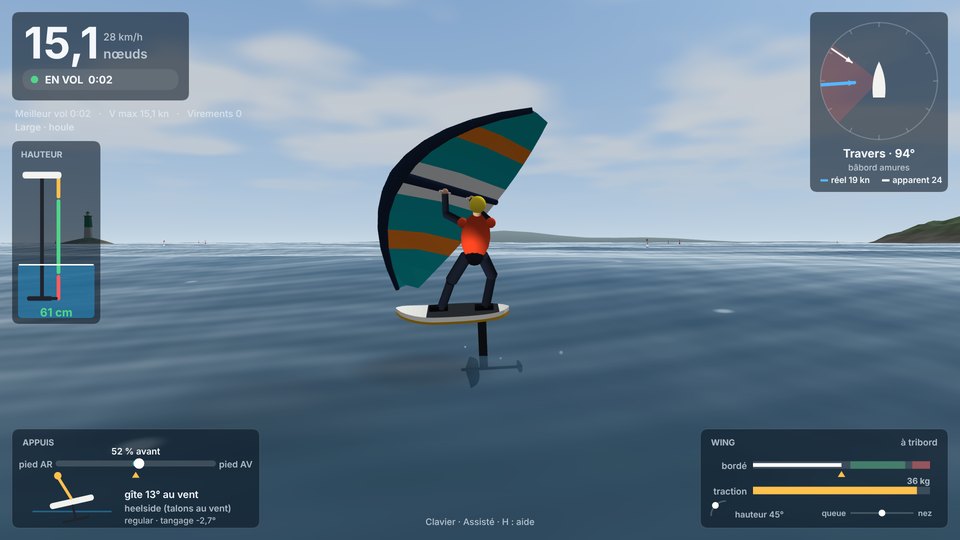 15,1 28 km/h
nœuds
EN VOL 0:02
Meilleur vol 0:02 · V max 15,1 kn · Virements 0
Large · houle
HAUTEUR
61 cm
Travers · 94°
bâbord amures
réel 19 kn apparent 24
APPUIS
52 % avant
pied AR pied AV
gîte 13° au vent
heelside (talons au vent)
regular · tangage -2,7°
Clavier · Assisté · H : aide
WING à tribord
bordé
36 kg
traction
hauteur 45° queue nez